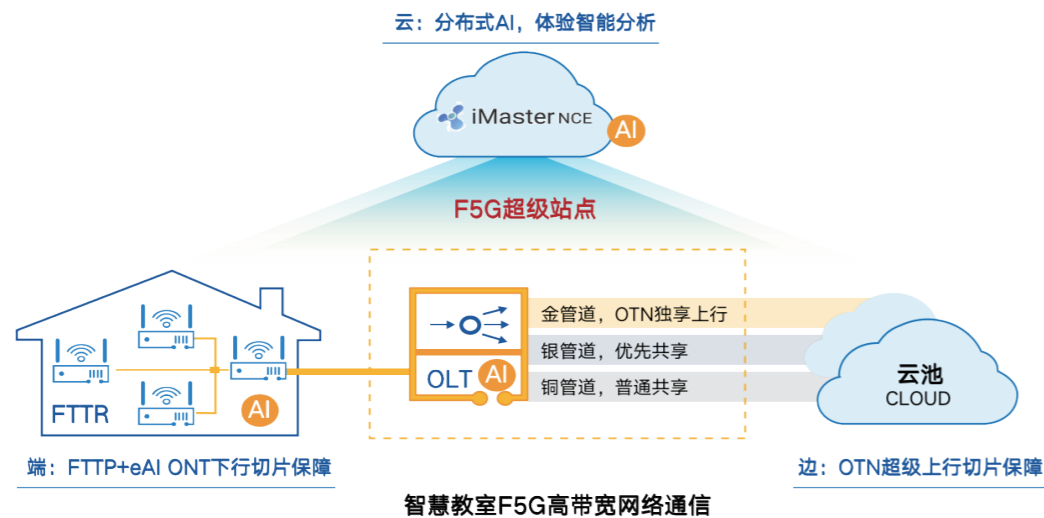 云：分布式AI，体验智能分析
iMaster NCE
AI
F5G超级站点
金管道，OTN独享上行
银管道，优先共享
铜管道，普通共享
OLT
AI
云池
CLOUD
FTTR
AI
端：FTTP+eAI ONT下行切片保障
边：OTN超级上行切片保障
智慧教室F5G高带宽网络通信